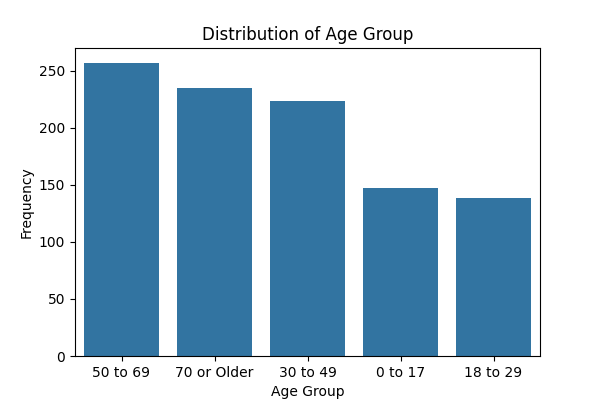 Distribution of Age Group
250
200
150
100
50
0
Frequency
50 to 69
70 or Older
30 to 49
0 to 17
18 to 29
Age Group